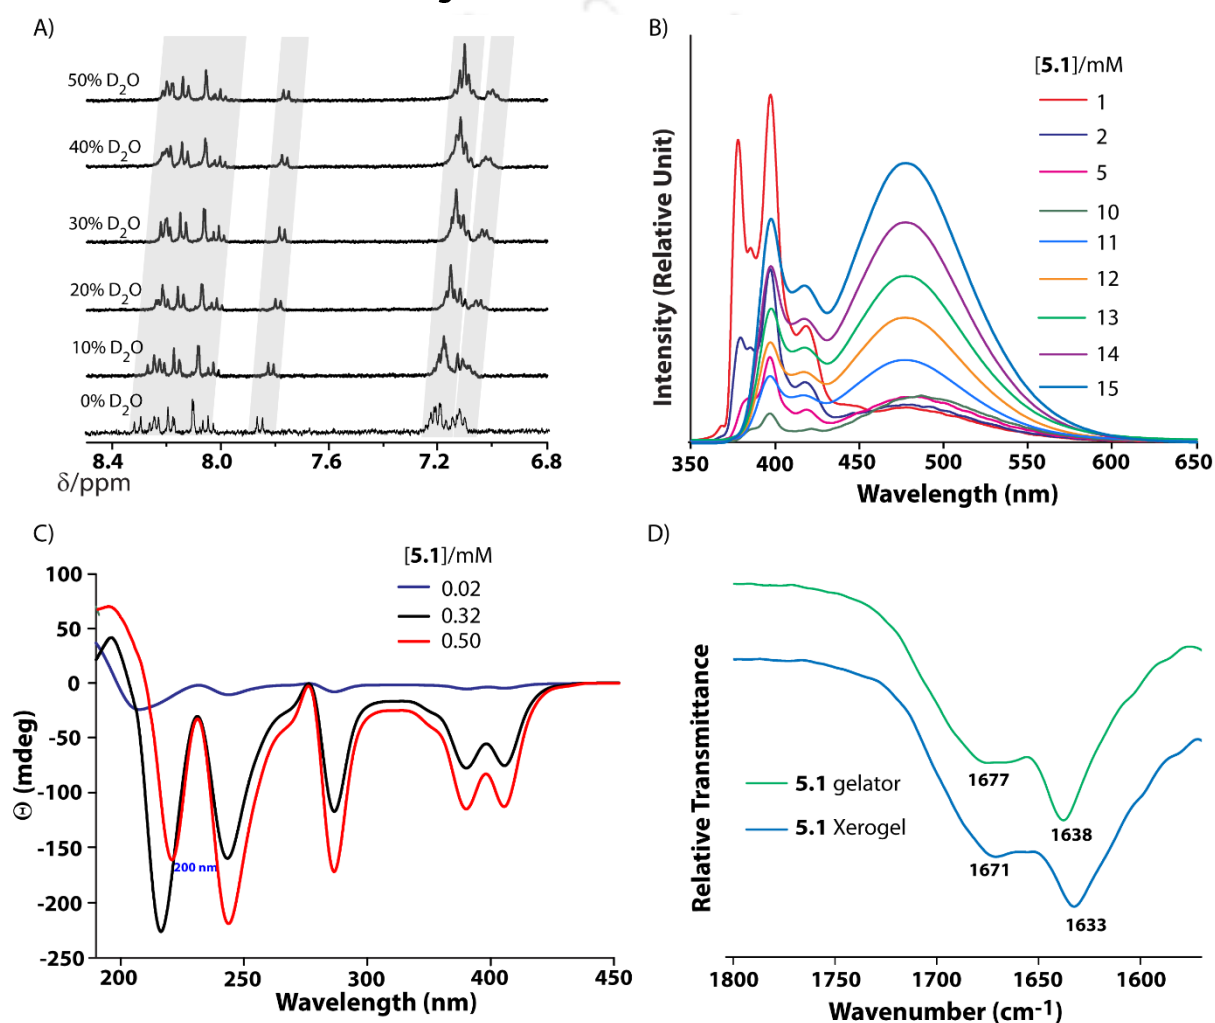 A)
50% D2O
40% D2O
30% D2O
20% D2O
10% D2O
0% D2O
8.4 8.0 7.6 7.2 6.8
δ/ppm
B)
[5.1]/mM
1
2
5
10
11
12
13
14
15
Intensity (Relative Unit)
350 400 450 500 550 600 650
Wavelength (nm)
C)
[5.1]/mM
0.02
0.32
0.50
100
50
0
-50
-100
-150
-200
-250
Θ (mdeg)
200 nm
200 250 300 400 450
Wavelength (nm)
D)
Relative Transmittance
1677
1638
5.1 gelator
5.1 Xerogel
1671
1633
1800 1750 1700 1650 1600
Wavenumber (cm-1)